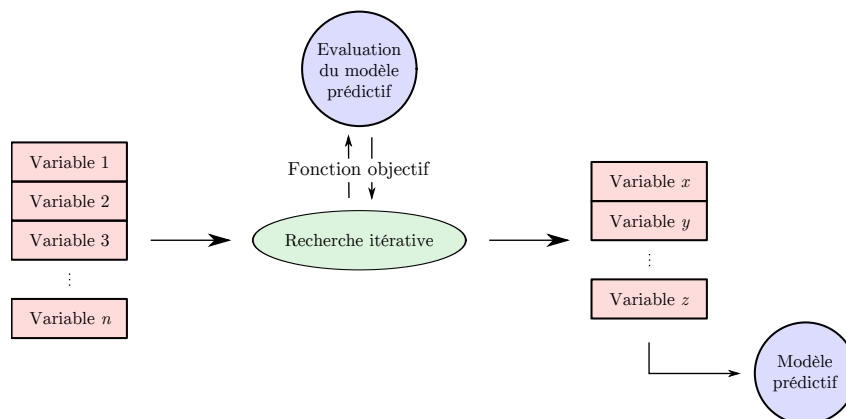 Evaluation
du modèle
prédictif
Fonction objectif
Variable 1
Variable 2
Variable 3
⋮
Variable n
Recherche itérative
Variable x
Variable y
⋮
Variable z
Modèle
prédictif